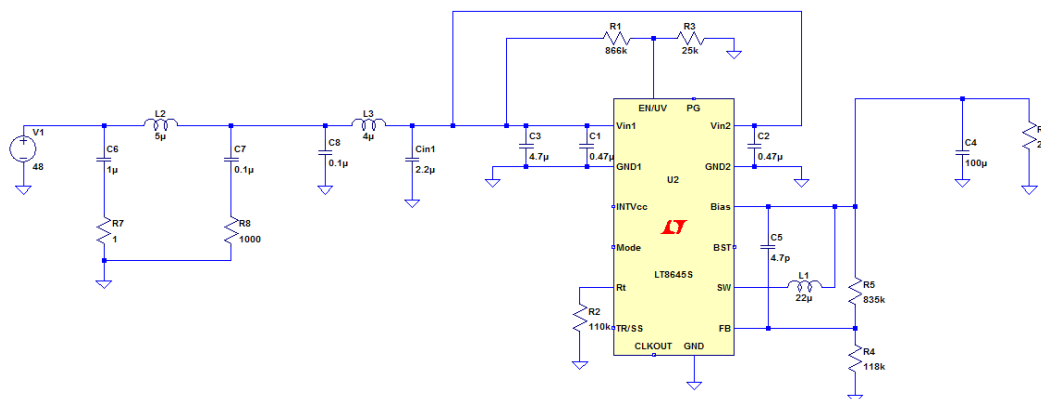 R1
866k
R3
25k
EN/UV
PG
V1
48
L2
5µ
L3
4µ
C6
1µ
C7
0.1µ
C8
0.1µ
Cin1
2.2µ
C3
4.7µ
C1
0.47µ
Vin1
Vin2
C2
0.47µ
GND1
GND2
U2
C4
100µ
R
2
INTVcc
Bias
R7
1
R8
1000
Mode
BST
C5
4.7p
LT8645S
L1
22µ
Rt
SW
R5
835k
R2
110k
TR/SS
FB
CLKOUT
GND
R4
118k